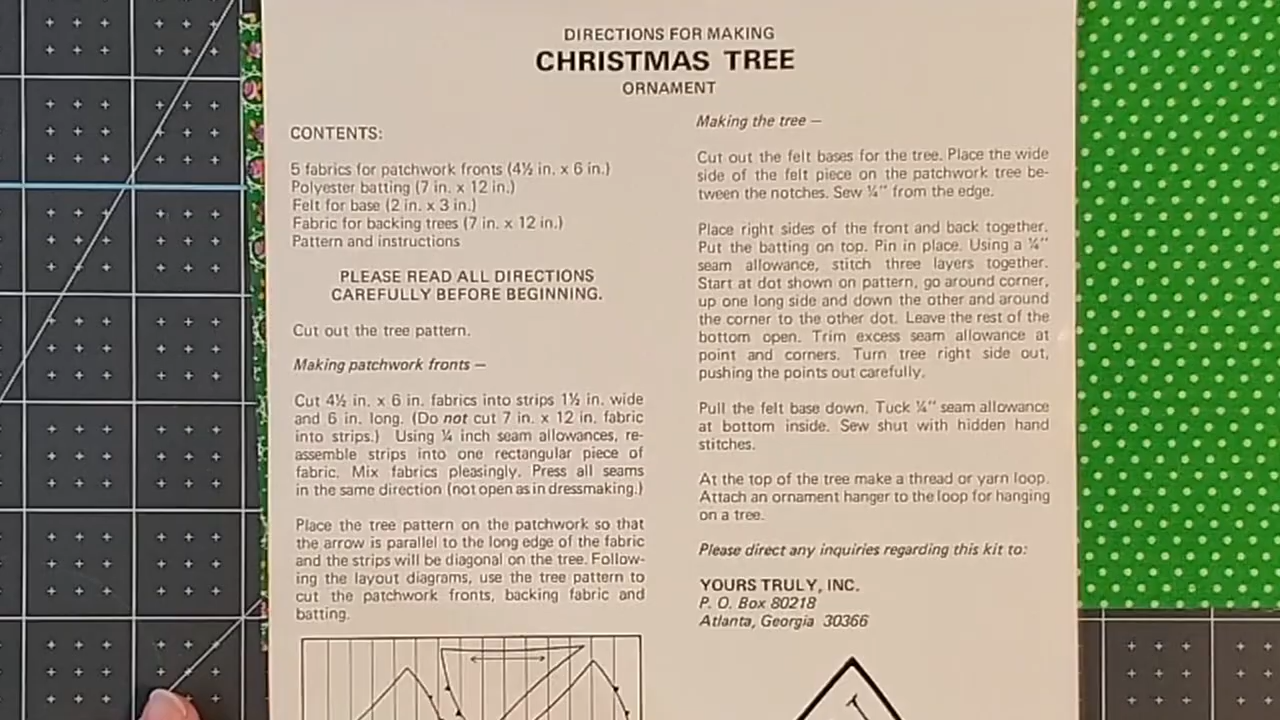 DIRECTIONS FOR MAKING
CHRISTMAS TREE
ORNAMENT
CONTENTS:
5 fabrics for patchwork fronts (4½ in. x 6 in.)
Polyester batting (7 in. x 12 in.)
Felt for base (2 in. x 3 in.)
Fabric for backing trees (7 in. x 12 in.)
Pattern and instructions
PLEASE READ ALL DIRECTIONS
CAREFULLY BEFORE BEGINNING.
Cut out the tree pattern.
Making patchwork fronts —
Cut 4½ in. x 6 in. fabrics into strips 1½ in. wide
and 6 in. long. (Do not cut 7 in. x 12 in. fabric
into strips.) Using ¼ inch seam allowances, re-
assemble strips into one rectangular piece of
fabric. Mix fabrics pleasingly. Press all seams
in the same direction (not open as in dressmaking.)
Place the tree pattern on the patchwork so that
the arrow is parallel to the long edge of the fabric
and the strips will be diagonal on the tree. Follow-
ing the layout diagrams, use the tree pattern to
cut the patchwork fronts, backing fabric and
batting.
Making the tree —
Cut out the felt bases for the tree. Place the wide
side of the felt piece on the patchwork tree be-
tween the notches. Sew ¼" from the edge.
Place right sides of the front and back together.
Put the batting on top. Pin in place. Using a ¼"
seam allowance, stitch three layers together.
Start at dot shown on pattern, go around corner,
up one long side and down the other and around
the corner to the other dot. Leave the rest of the
bottom open. Trim excess seam allowance at
point and corners. Turn tree right side out,
pushing the points out carefully.
Pull the felt base down. Tuck ¼" seam allowance
at bottom inside. Sew shut with hidden hand
stitches.
At the top of the tree make a thread or yarn loop.
Attach an ornament hanger to the loop for hanging
on a tree.
Please direct any inquiries regarding this kit to:
YOURS TRULY, INC.
P. O. Box 80218
Atlanta, Georgia 30366